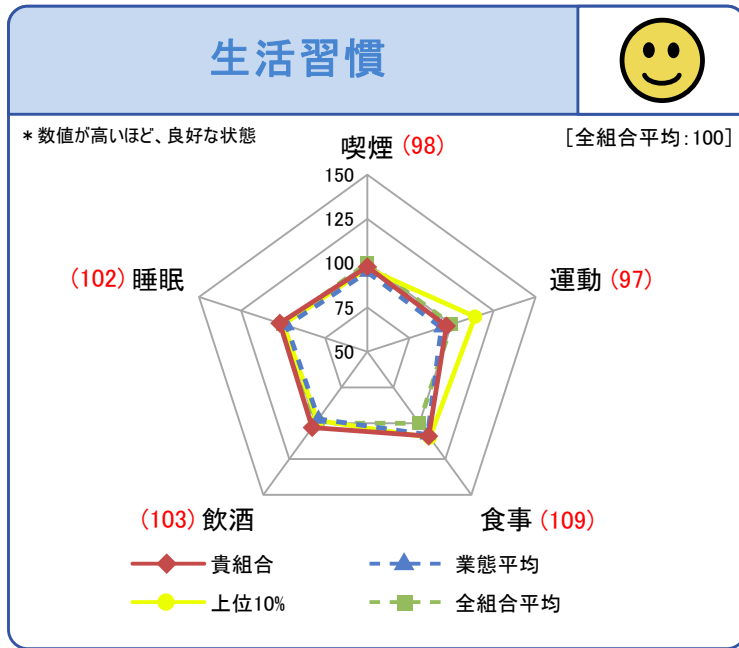 生活習慣
* 数値が高いほど、良好な状態
[全組合平均:100]
喫煙 (98)
150
125
100
75
50
(102) 睡眠
運動 (97)
(103) 飲酒
食事 (109)
貴組合
業態平均
上位10%
全組合平均